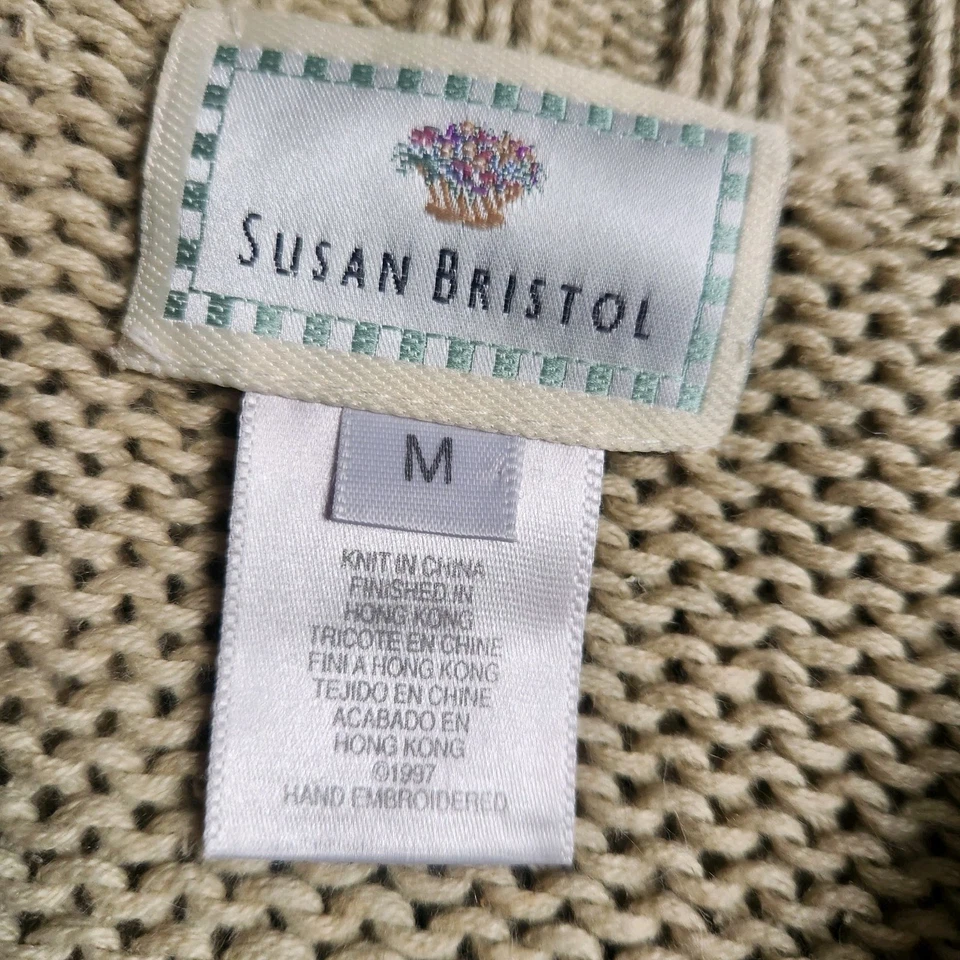 SUSAN BRISTOL
M
KNIT IN CHINA
FINISHED IN
HONG KONG
TRICOTE EN CHINE
FINI A HONG KONG
TEJIDO EN CHINE
ACABADO EN
HONG KONG
©1997
HAND EMBROIDERED